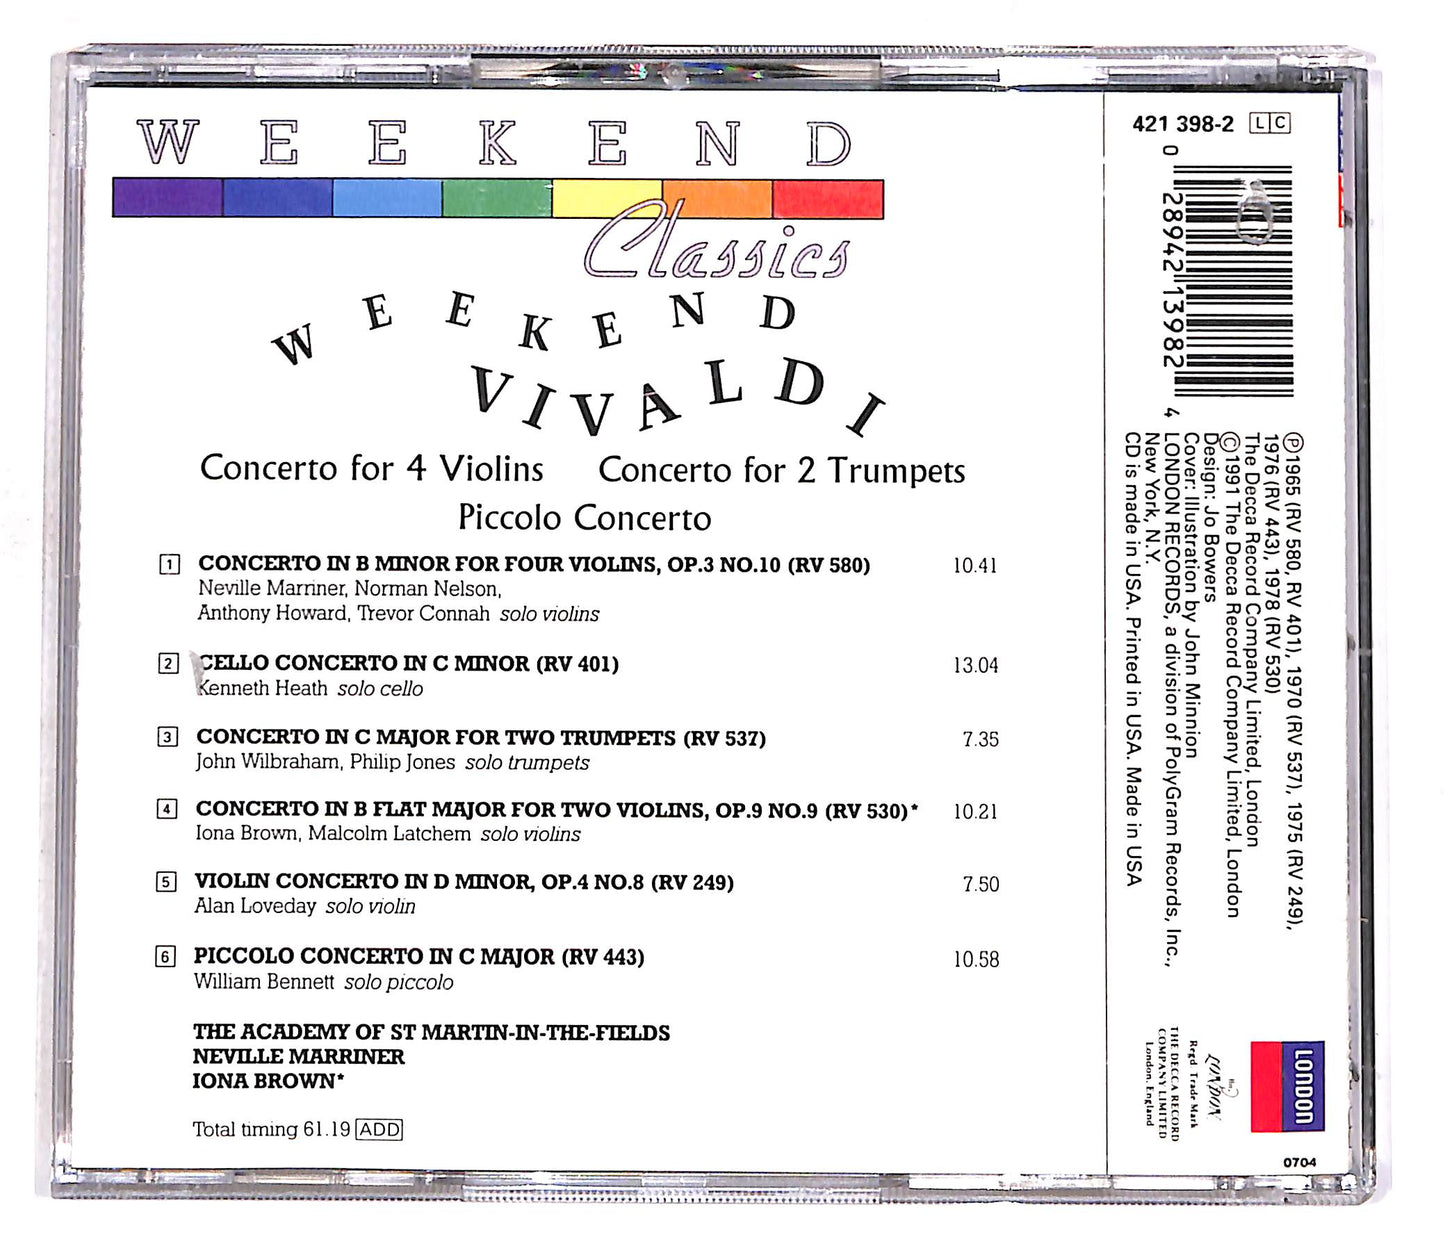 WEEKEND
Classics
WEEKEND
VIVALDI
Concerto for 4 Violins Concerto for 2 Trumpets
Piccolo Concerto
1 CONCERTO IN B MINOR FOR FOUR VIOLINS, OP.3 NO.10 (RV 580) 10.41
Neville Marriner, Norman Nelson,
Anthony Howard, Trevor Connah solo violins
2 CELLO CONCERTO IN C MINOR (RV 401) 13.04
Kenneth Heath solo cello
3 CONCERTO IN C MAJOR FOR TWO TRUMPETS (RV 537) 7.35
John Wilbraham, Philip Jones solo trumpets
4 CONCERTO IN B FLAT MAJOR FOR TWO VIOLINS, OP.9 NO.9 (RV 530)* 10.21
Iona Brown, Malcolm Latchem solo violins
5 VIOLIN CONCERTO IN D MINOR, OP.4 NO.8 (RV 249) 7.50
Alan Loveday solo violin
6 PICCOLO CONCERTO IN C MAJOR (RV 443) 10.58
William Bennett solo piccolo
THE ACADEMY OF ST MARTIN-IN-THE-FIELDS
NEVILLE MARRINER
IONA BROWN*
Total timing 61.19 ADD
421 398-2 LC
0 28942 13982 4
Ⓟ1965 (RV 580, RV 401), 1970 (RV 537), 1975 (RV 249),
1976 (RV 443), 1978 (RV 530)
The Decca Record Company Limited, London
©1991 The Decca Record Company Limited, London
Design: Jo Bowers
Cover: Illustration by John Minnion
LONDON RECORDS, a division of PolyGram Records, Inc.,
New York, N.Y.
CD is made in USA. Printed in USA. Made in USA
LONDON
LONDON
Regd. Trade Mark
THE DECCA RECORD
COMPANY LIMITED
London, England
0704